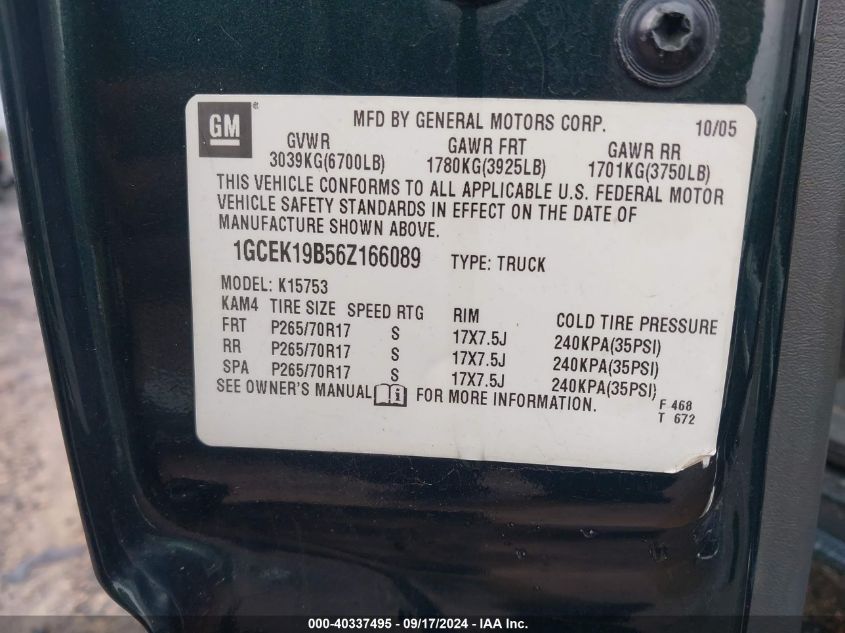 GM ® MFD BY GENERAL MOTORS CORP. 10/05
GVWR GAWR FRT GAWR RR
3039KG(6700LB) 1780KG(3925LB) 1701KG(3750LB)
THIS VEHICLE CONFORMS TO ALL APPLICABLE U.S. FEDERAL MOTOR
VEHICLE SAFETY STANDARDS IN EFFECT ON THE DATE OF
MANUFACTURE SHOWN ABOVE.
1GCEK19B56Z166089 TYPE: TRUCK
MODEL: K15753
KAM4 TIRE SIZE SPEED RTG RIM COLD TIRE PRESSURE
FRT P265/70R17 S 17X7.5J 240KPA(35PSI)
RR P265/70R17 S 17X7.5J 240KPA(35PSI)
SPA P265/70R17 S 17X7.5J 240KPA(35PSI)
SEE OWNER'S MANUAL i FOR MORE INFORMATION.
F 468
T 672
000-40337495 - 09/17/2024 - IAA Inc.